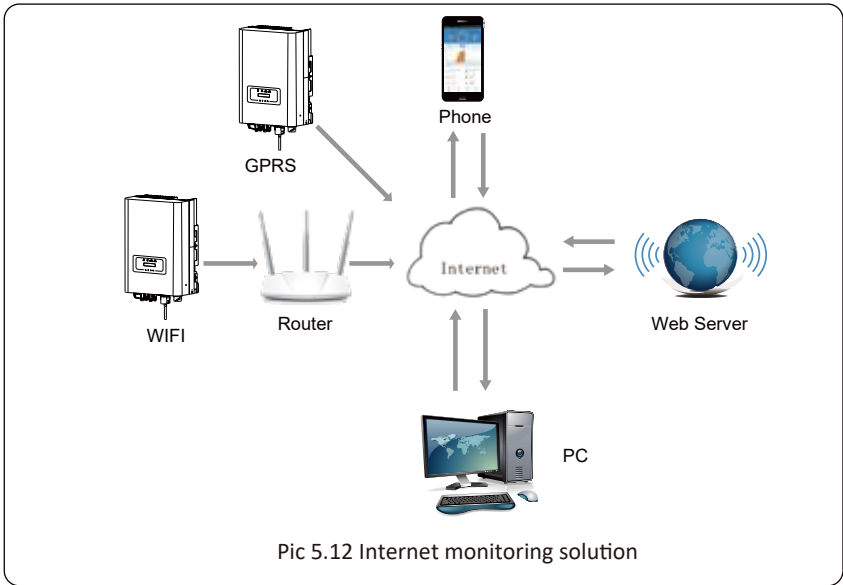 Phone
GPRS
Internet
WIFI
Router
Web Server
PC
Pic 5.12 Internet monitoring solution